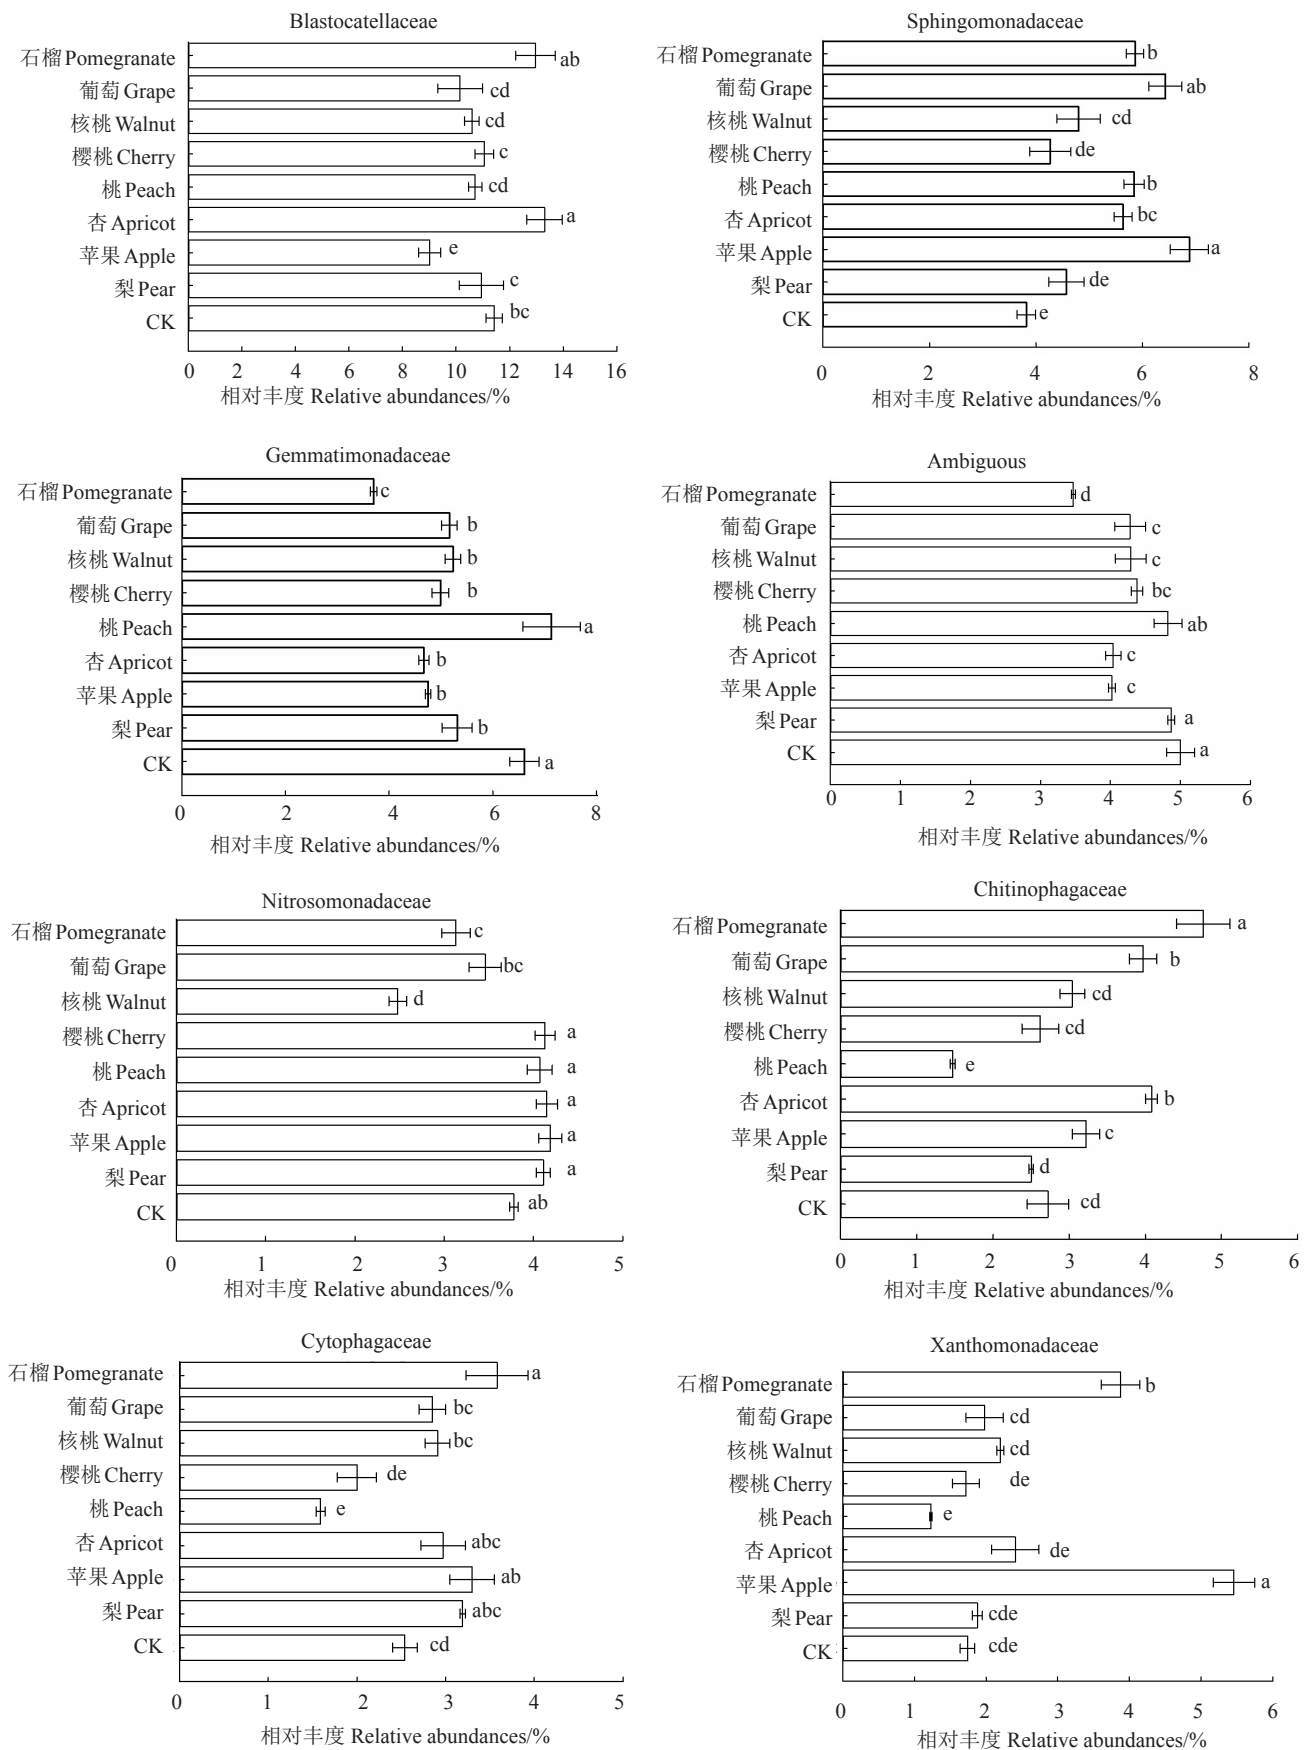 Blastocatellaceae
石榴 Pomegranate
ab
葡萄 Grape
cd
核桃 Walnut
cd
樱桃 Cherry
c
桃 Peach
cd
杏 Apricot
a
苹果 Apple
e
梨 Pear
c
CK
bc
0 2 4 6 8 10 12 14 16
相对丰度 Relative abundances/%
Sphingomonadaceae
石榴 Pomegranate
b
葡萄 Grape
ab
核桃 Walnut
cd
樱桃 Cherry
de
桃 Peach
b
杏 Apricot
bc
苹果 Apple
a
梨 Pear
de
CK
e
0 2 4 6 8
相对丰度 Relative abundances/%
Gemmatimonadaceae
石榴 Pomegranate
c
葡萄 Grape
b
核桃 Walnut
b
樱桃 Cherry
b
桃 Peach
a
杏 Apricot
b
苹果 Apple
b
梨 Pear
b
CK
a
0 2 4 6 8
相对丰度 Relative abundances/%
Ambiguous
石榴 Pomegranate
d
葡萄 Grape
c
核桃 Walnut
c
樱桃 Cherry
bc
桃 Peach
ab
杏 Apricot
c
苹果 Apple
c
梨 Pear
a
CK
a
0 1 2 3 4 5 6
相对丰度 Relative abundances/%
Nitrosomonadaceae
石榴 Pomegranate
c
葡萄 Grape
bc
核桃 Walnut
d
樱桃 Cherry
a
桃 Peach
a
杏 Apricot
a
苹果 Apple
a
梨 Pear
a
CK
ab
0 1 2 3 4 5
相对丰度 Relative abundances/%
Chitinophagaceae
石榴 Pomegranate
a
葡萄 Grape
b
核桃 Walnut
cd
樱桃 Cherry
cd
桃 Peach
e
杏 Apricot
b
苹果 Apple
c
梨 Pear
d
CK
cd
0 1 2 3 4 5 6
相对丰度 Relative abundances/%
Cytophagaceae
石榴 Pomegranate
a
葡萄 Grape
bc
核桃 Walnut
bc
樱桃 Cherry
de
桃 Peach
e
杏 Apricot
abc
苹果 Apple
ab
梨 Pear
abc
CK
cd
0 1 2 3 4 5
相对丰度 Relative abundances/%
Xanthomonadaceae
石榴 Pomegranate
b
葡萄 Grape
cd
核桃 Walnut
cd
樱桃 Cherry
de
桃 Peach
e
杏 Apricot
de
苹果 Apple
a
梨 Pear
cde
CK
cde
0 1 2 3 4 5 6
相对丰度 Relative abundances/%